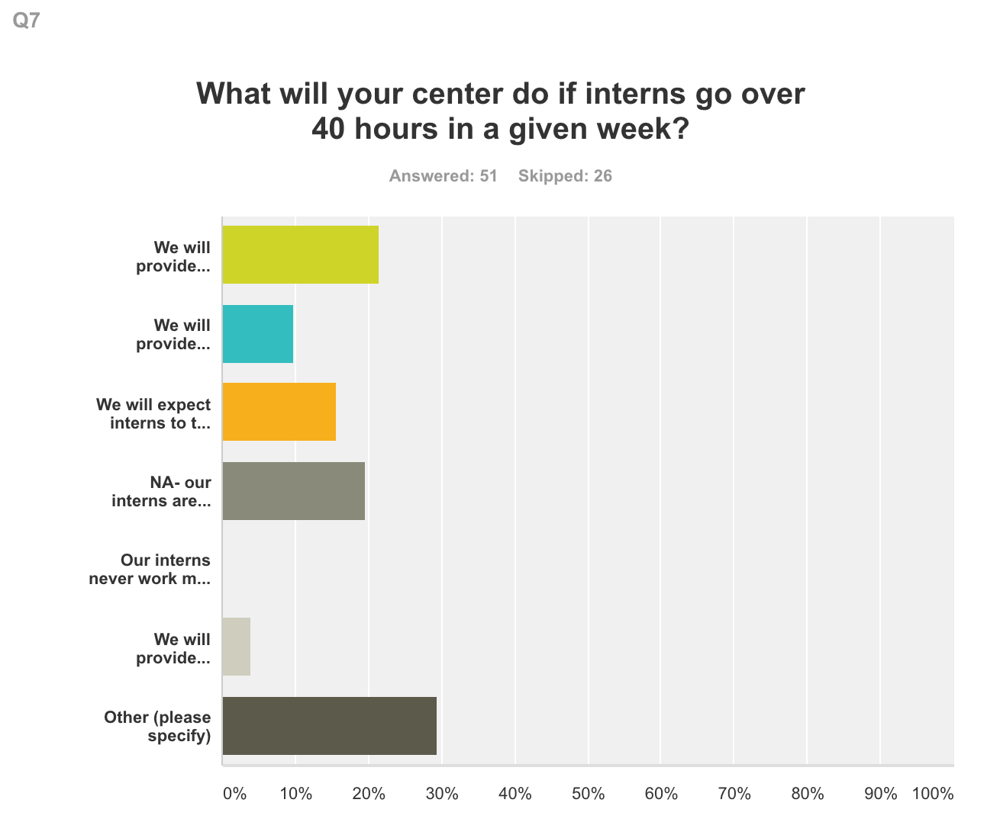 Q7
What will your center do if interns go over
40 hours in a given week?
Answered: 51 Skipped: 26
We will
provide...
We will
provide...
We will expect
interns to t...
NA- our
interns are...
Our interns
never work m...
We will
provide...
Other (please
specify)
0% 10% 20% 30% 40% 50% 60% 70% 80% 90% 100%